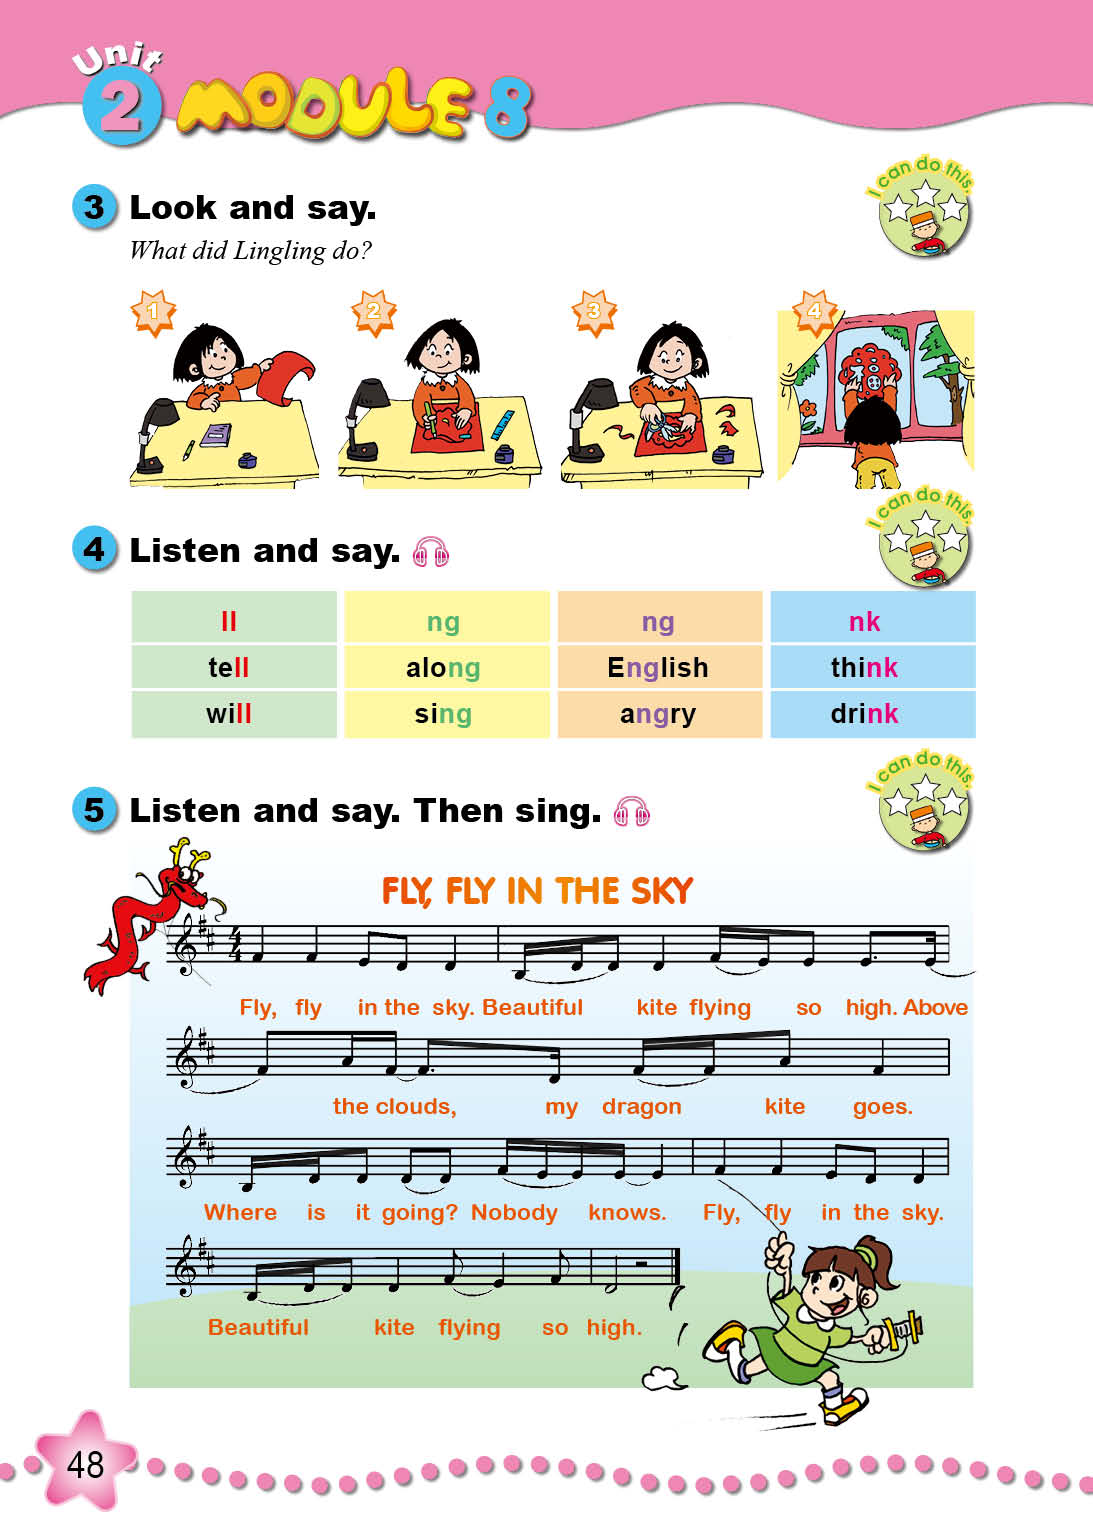 Unit
2 MODULE 8
3 Look and say.
I can do this.
What did Lingling do?
1
2
3
4
4 Listen and say.
I can do this.
ll ng ng nk
tell along English think
will sing angry drink
5 Listen and say. Then sing.
I can do this.
FLY, FLY IN THE SKY
4
4
Fly, fly in the sky. Beautiful kite flying so high. Above
the clouds, my dragon kite goes.
Where is it going? Nobody knows. Fly, fly in the sky.
Beautiful kite flying so high.
48